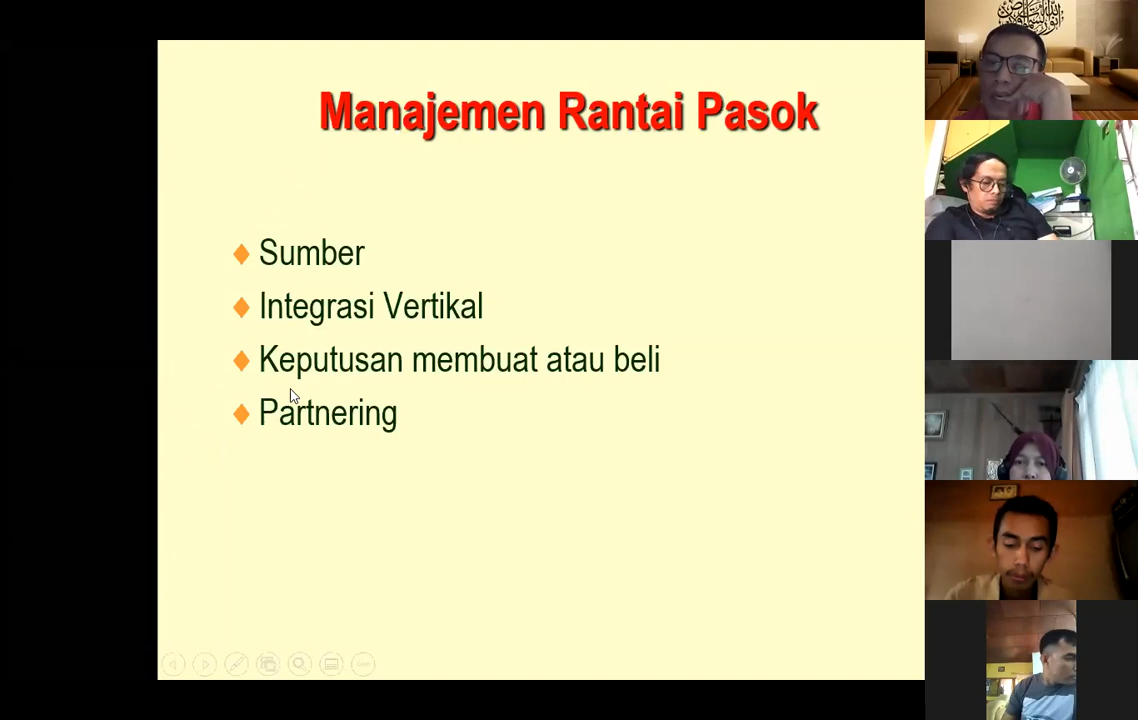 Manajemen Rantai Pasok
Sumber
Integrasi Vertikal
Keputusan membuat atau beli
Partnering